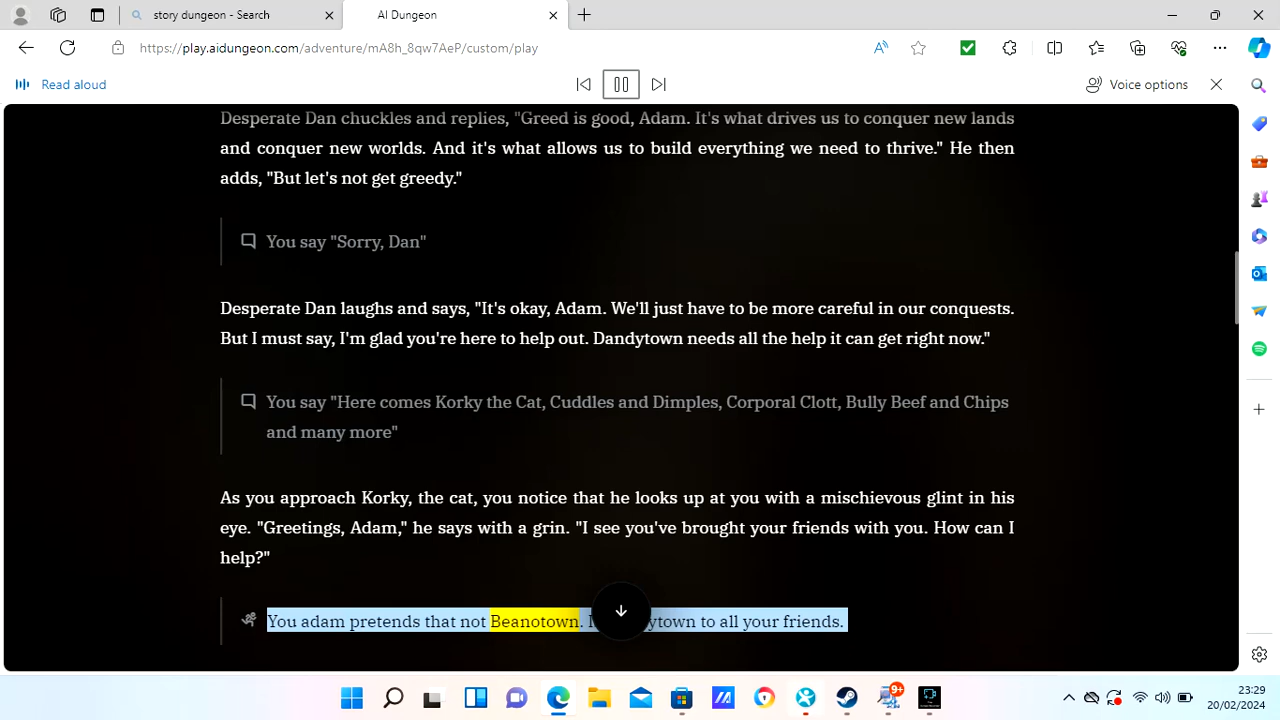 story dungeon - Search
AI Dungeon
https://play.aidungeon.com/adventure/mA8h_8qw7AeP/custom/play
Read aloud
Voice options
Desperate Dan chuckles and replies, "Greed is good, Adam. It's what drives us to conquer new lands
and conquer new worlds. And it's what allows us to build everything we need to thrive." He then
adds, "But let's not get greedy."
You say "Sorry, Dan"
Desperate Dan laughs and says, "It's okay, Adam. We'll just have to be more careful in our conquests.
But I must say, I'm glad you're here to help out. Dandytown needs all the help it can get right now."
You say "Here comes Korky the Cat, Cuddles and Dimples, Corporal Clott, Bully Beef and Chips
and many more"
As you approach Korky, the cat, you notice that he looks up at you with a mischievous glint in his
eye. "Greetings, Adam," he says with a grin. "I see you've brought your friends with you. How can I
help?"
You adam pretends that not Beanotown. ytown to all your friends.
9+
23:29
20/02/2024